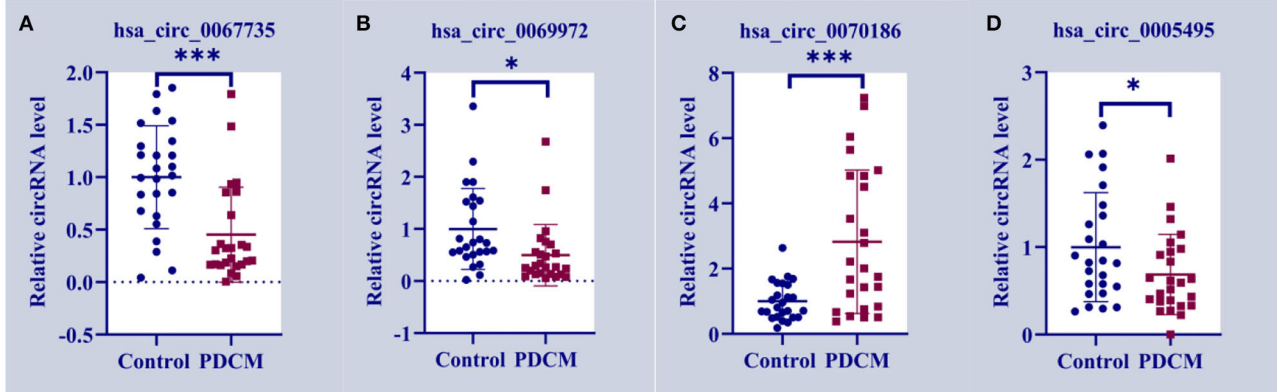 A
hsa_circ_0067735
***
Relative circRNA level
2.0
1.5
1.0
0.5
0.0
-0.5
Control PDCM
B
hsa_circ_0069972
*
Relative circRNA level
4
3
2
1
0
-1
Control PDCM
C
hsa_circ_0070186
***
Relative circRNA level
8
6
4
2
0
Control PDCM
D
hsa_circ_0005495
*
Relative circRNA level
3
2
1
0
Control PDCM